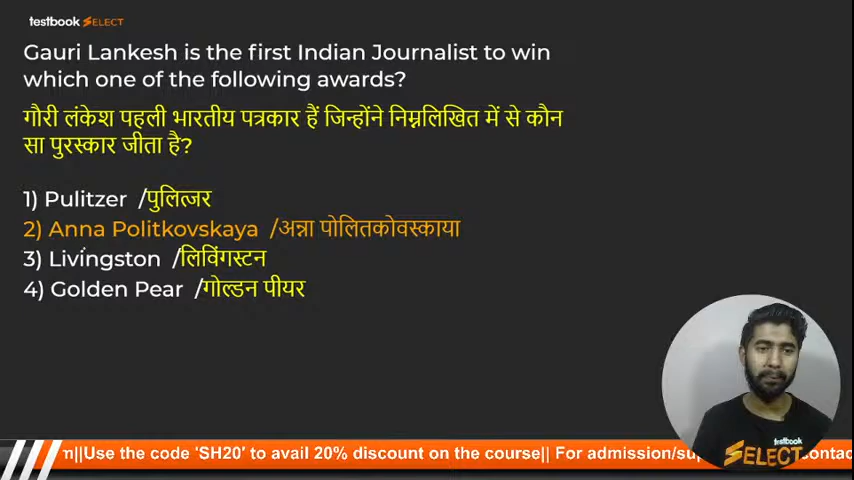 testbook SELECT
Gauri Lankesh is the first Indian Journalist to win
which one of the following awards?
गौरी लंकेश पहली भारतीय पत्रकार हैं जिन्होंने निम्नलिखित में से कौन
सा पुरस्कार जीता है?
1) Pulitzer /पुलित्जर
2) Anna Politkovskaya /अन्ना पोलितकोवस्काया
3) Livingston /लिविंगस्टन
4) Golden Pear /गोल्डन पीयर
testbook
SELECT
m||Use the code 'SH20' to avail 20% discount on the course|| For admission/su contac